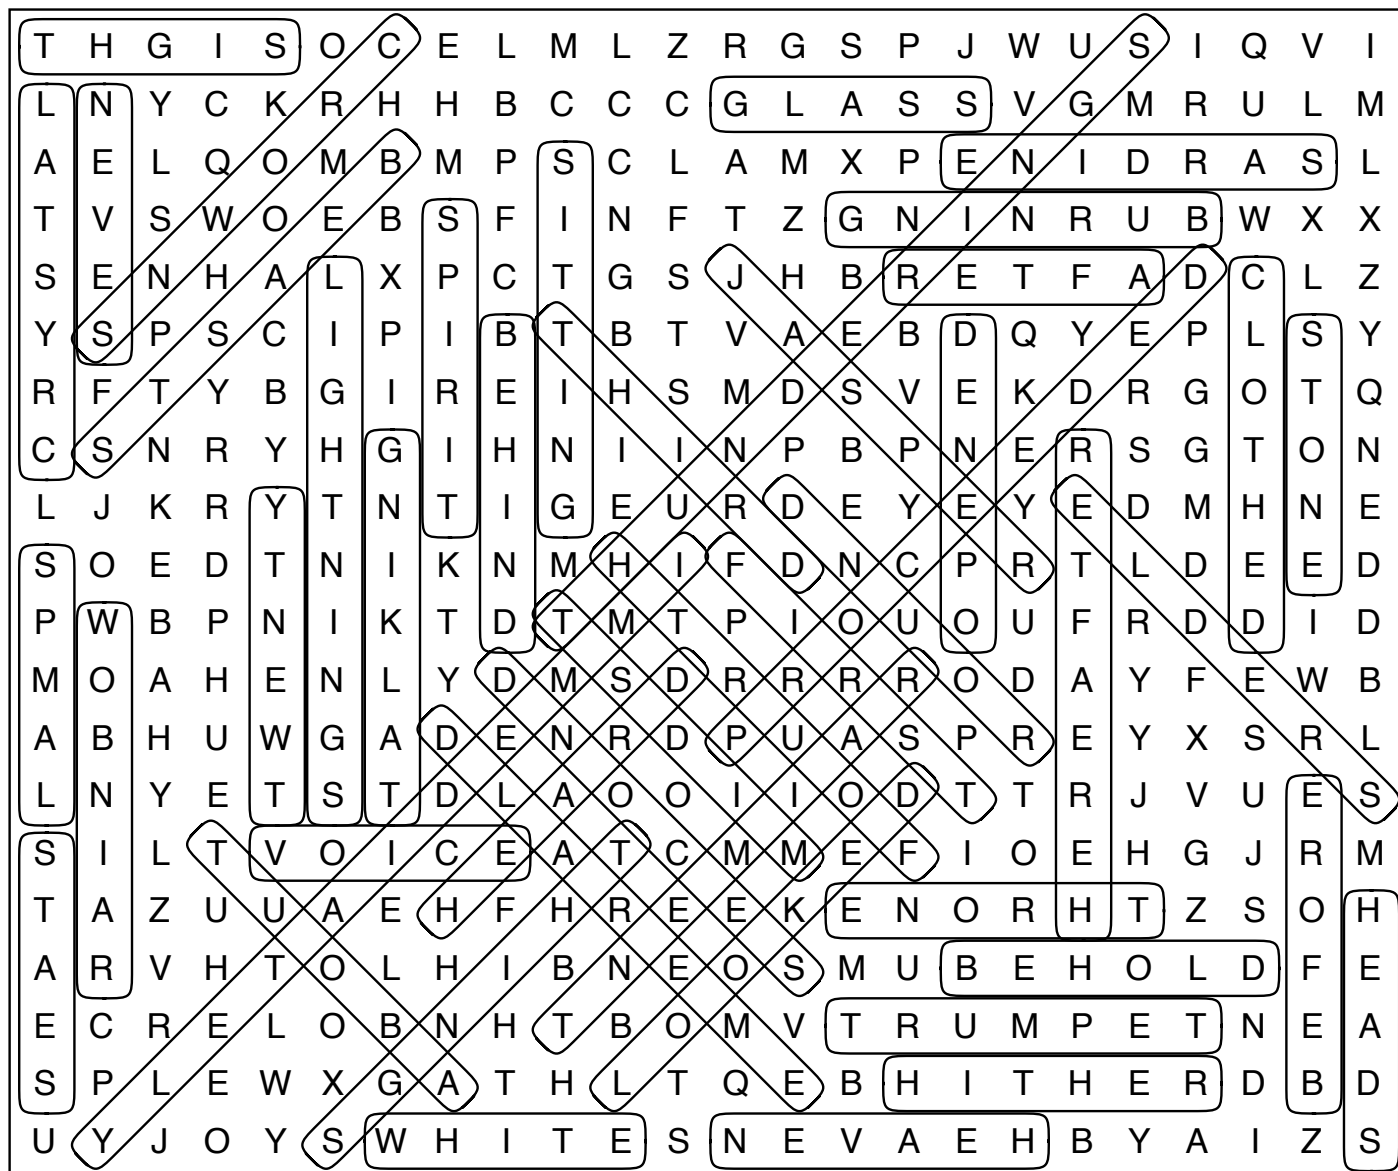 T H G I S O C E L M L Z R G S P J W U S I Q V I
L N Y C K R H H B C C C G L A S S V G M R U L M
A E L Q O M B M P S C L A M X P E N I D R A S L
T V S W O E B S F I N F T Z G N I N R U B W X X
S E N H A L X P C T G S J H B R E T F A D C L Z
Y S P S C I P I B T B T V A E B D Q Y E P L S Y
R F T Y B G I R E I H S M D S V E K D R G O T Q
C S N R Y H G I H N I I N P B P N E R S G T O N
L J K R Y T N T I G E U R D E Y E Y E D M H N E
S O E D T N I K N M H I F D N C P R T L D E E D
P W B P N I K T D T M T P I O U O U F R D D I D
M O A H E N L Y D M S D R R R R O D A Y F E W B
A B H U W G A D E N R D P U A S P R E Y X S R L
L N Y E T S T D L A O O I I O D T T R J V U E S
S I L T V O I C E A T C M M E F I O E H G J R M
T A Z U U A E H F H R E E K E N O R H T Z S O H
A R V H T O L H I B N E O S M U B E H O L D F E
E C R E L O B N H T B O M V T R U M P E T N E A
S P L E W X G A T H L T Q E B H I T H E R D B D
U Y J O Y S W H I T E S N E V A E H B Y A I Z S